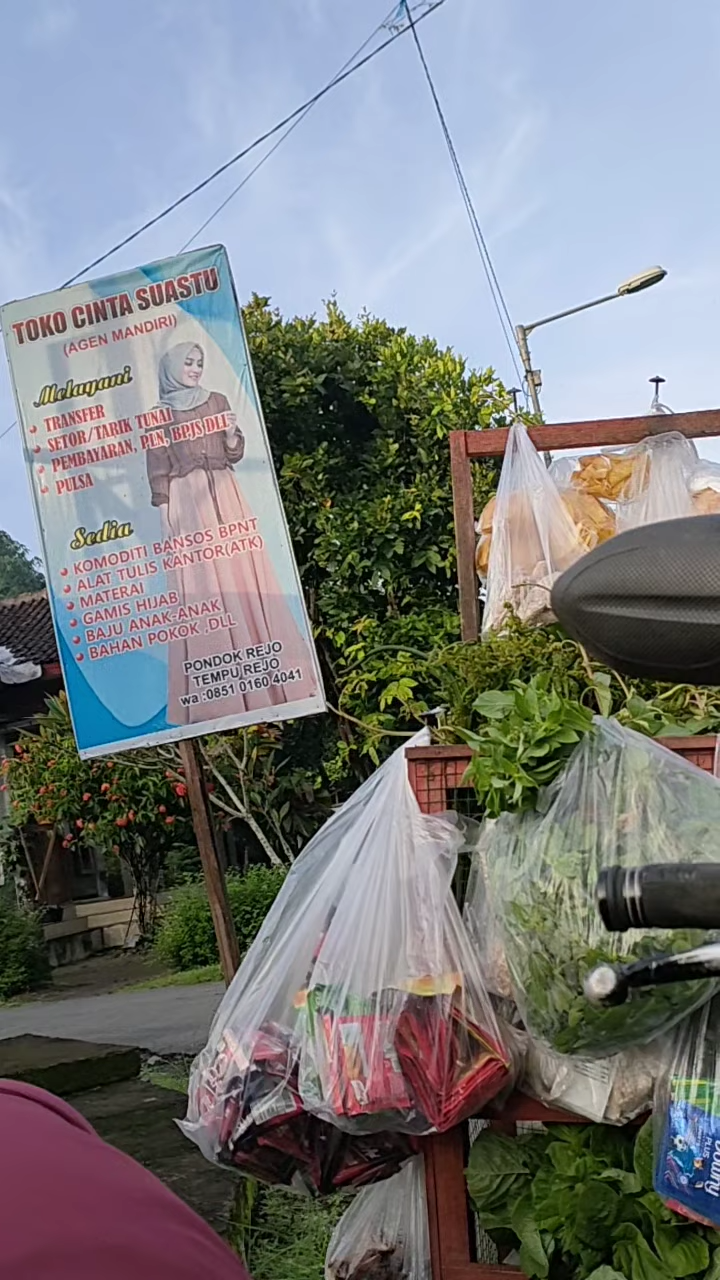 TOKO CINTA SUASTU
(AGEN MANDIRI)
Melayani
TRANSFER
SETOR/TARIK TUNAI
PEMBAYARAN, PLN, BPJS DLL
PULSA
Sedia
KOMODITI BANSOS BPNT
ALAT TULIS KANTOR(ATK)
MATERAI
GAMIS HIJAB
BAJU ANAK-ANAK
BAHAN POKOK ,DLL
PONDOK REJO
TEMPU REJO
wa :0851 0160 4041
PLUS